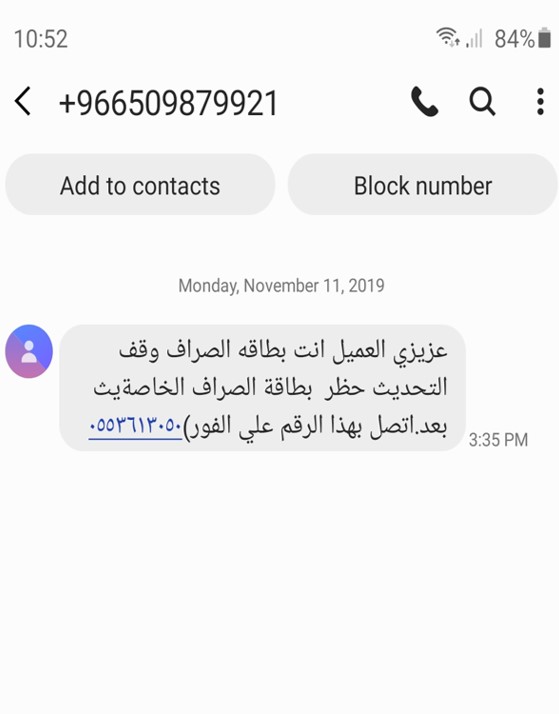 10:52
84%
+966509879921
Add to contacts
Block number
Monday, November 11, 2019
عزيزي العميل انت بطاقه الصراف وقف
التحديث حظر بطاقة الصراف الخاصةيث
بعد.اتصل بهذا الرقم علي الفور)٠٥٥٣٦١٣٠٥٠
3:35 PM